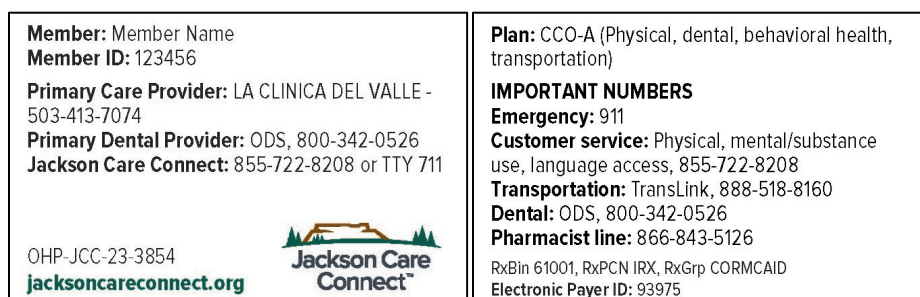 Member: Member Name
Member ID: 123456
Primary Care Provider: LA CLINICA DEL VALLE -
503-413-7074
Primary Dental Provider: ODS, 800-342-0526
Jackson Care Connect: 855-722-8208 or TTY 711
OHP-JCC-23-3854
jacksoncareconnect.org
Jackson Care
Connect™
Plan: CCO-A (Physical, dental, behavioral health,
transportation)
IMPORTANT NUMBERS
Emergency: 911
Customer service: Physical, mental/substance
use, language access, 855-722-8208
Transportation: TransLink, 888-518-8160
Dental: ODS, 800-342-0526
Pharmacist line: 866-843-5126
RxBin 61001, RxPCN IRX, RxGrp CORMCAID
Electronic Payer ID: 93975